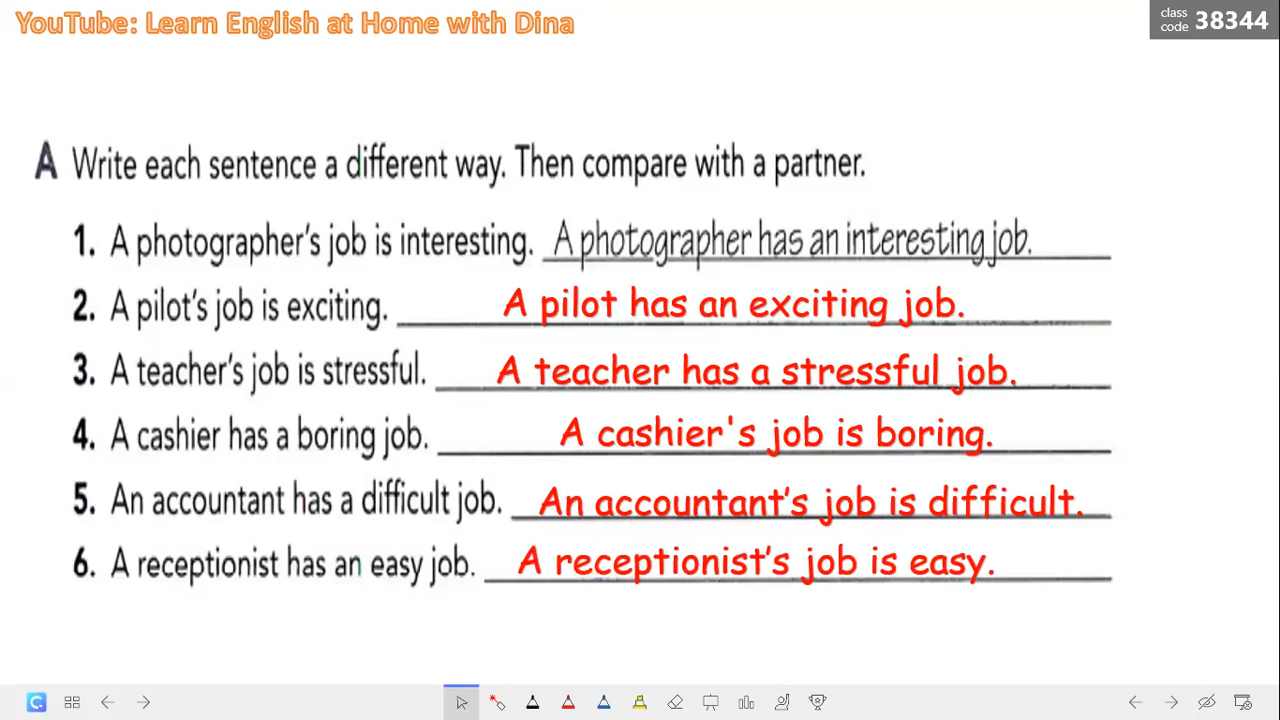 YouTube: Learn English at Home with Dina
class code 38344
A Write each sentence a different way. Then compare with a partner.
1. A photographer's job is interesting. A photographer has an interesting job.
2. A pilot's job is exciting. A pilot has an exciting job.
3. A teacher's job is stressful. A teacher has a stressful job.
4. A cashier has a boring job. A cashier's job is boring.
5. An accountant has a difficult job. An accountant's job is difficult.
6. A receptionist has an easy job. A receptionist's job is easy.